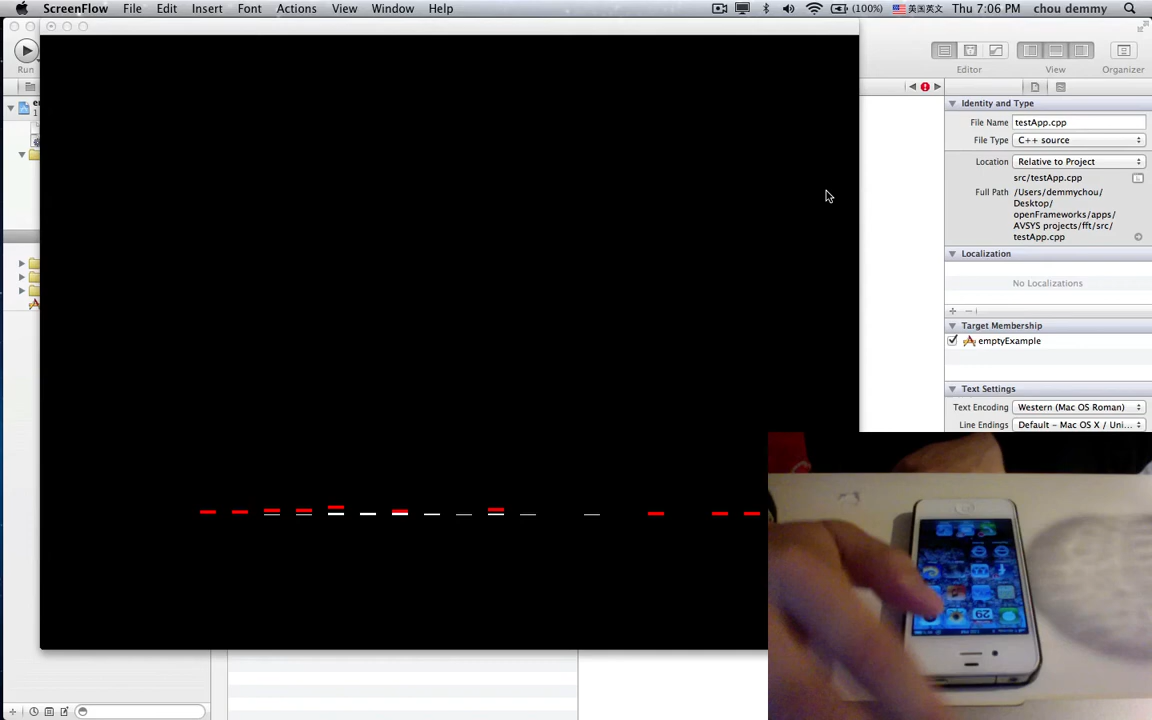 ScreenFlow File Edit Insert Font Actions View Window Help (100%) 美国英文 Thu 7:06 PM chou demmy
Run Editor View Organizer
Identity and Type
File Name testApp.cpp
File Type C++ source
Location Relative to Project
src/testApp.cpp
Full Path /Users/demmychou/
Desktop/
openFrameworks/apps/
AVSYS projects/fft/src/
testApp.cpp
Localization
No Localizations
Target Membership
emptyExample
Text Settings
Text Encoding Western (Mac OS Roman)
Line Endings Default - Mac OS X / Uni...